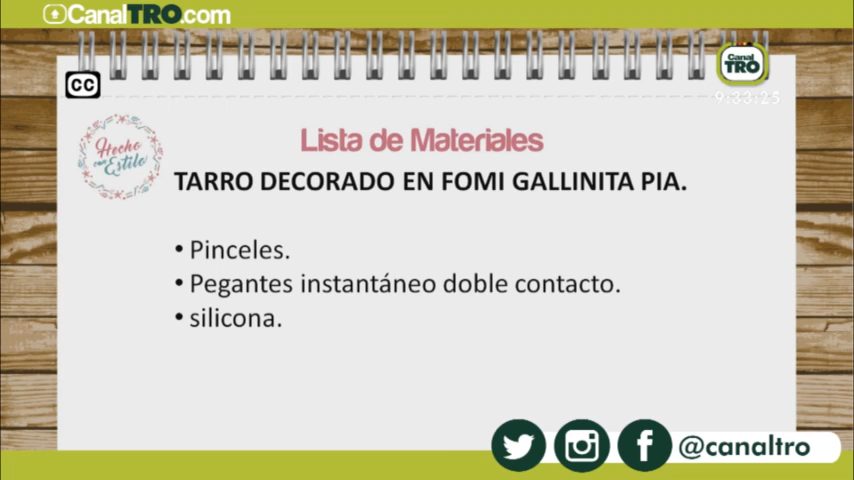 CanalTRO.com
Canal
TRO
CC
9:33:25
Hecho
con Estilo
Lista de Materiales
TARRO DECORADO EN FOMI GALLINITA PIA.
• Pinceles.
• Pegantes instantáneo doble contacto.
• silicona.
@canaltro